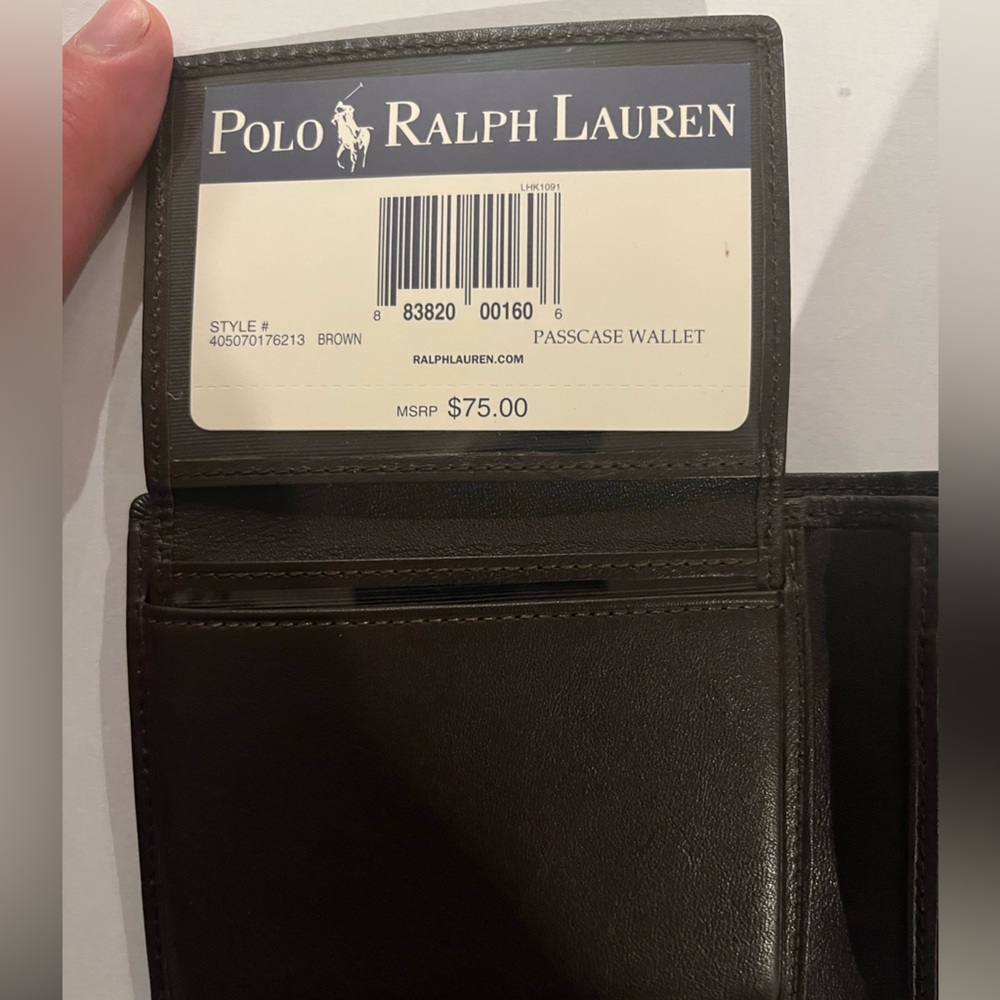 POLO RALPH LAUREN
LHK1091
8 83820 00160 6
STYLE #
405070176213 BROWN
PASSCASE WALLET
RALPHLAUREN.COM
MSRP $75.00